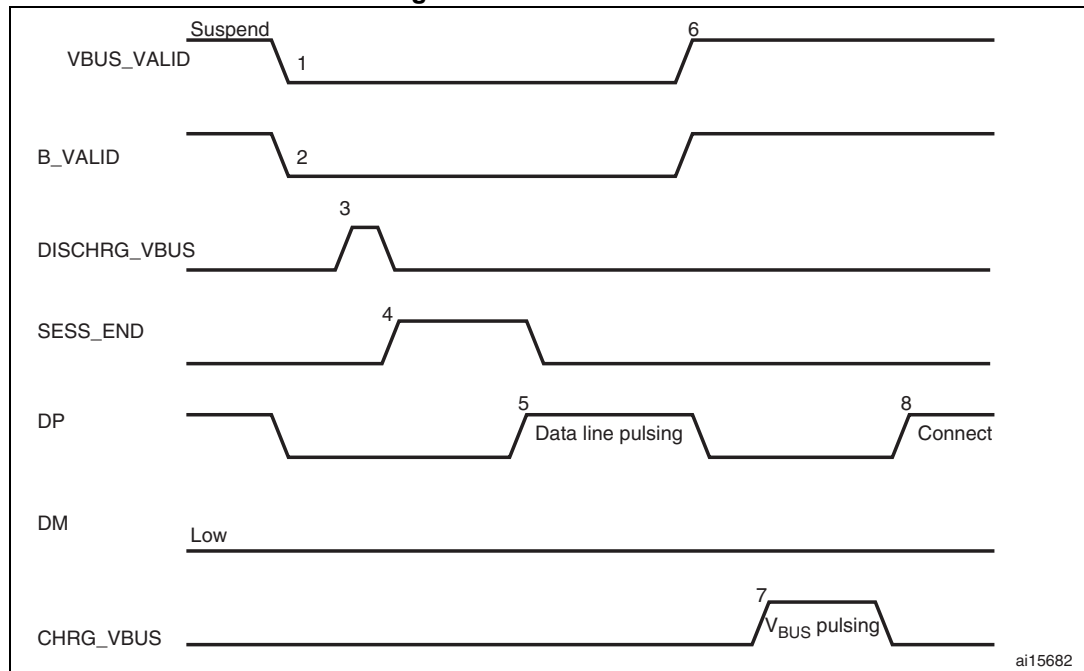 Suspend
6
VBUS_VALID
1
B_VALID
2
3
DISCHRG_VBUS
4
SESS_END
5
8
DP
Data line pulsing
Connect
DM
Low
7
VBUS pulsing
CHRG_VBUS
ai15682